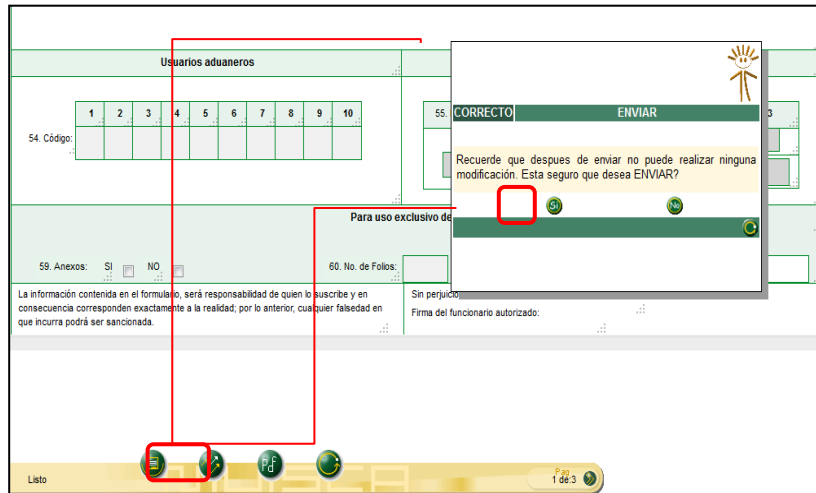 Usuarios aduaneros
1 2 3 4 5 6 7 8 9 10
54. Código:
55.
3
CORRECTO ENVIAR
Recuerde que despues de enviar no puede realizar ninguna
modificación. Esta seguro que desea ENVIAR?
Si No
Para uso exclusivo de
59. Anexos: SI NO 60. No. de Folios:
La información contenida en el formulario, será responsabilidad de quien lo suscribe y en
consecuencia corresponden exactamente a la realidad; por lo anterior, cualquier falsedad en
que incurra podrá ser sancionada.
Sin perjuicio
Firma del funcionario autorizado:
Pdf
Listo
Pag
1 de:3